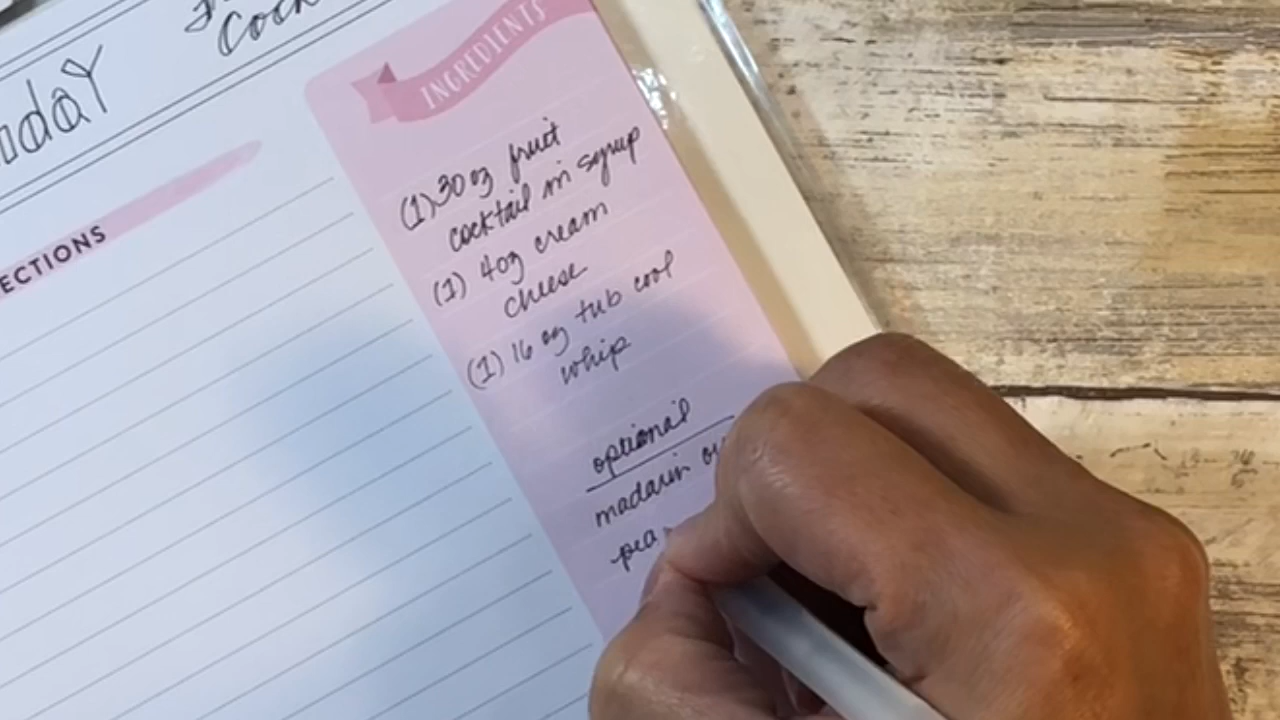 Cock
nday
INGREDIENTS
ECTIONS
(1) 30 oz fruit
cocktail in syrup
(1) 4oz cream
cheese
(1) 16 oz tub cool
whip
optional
madarin or
pea